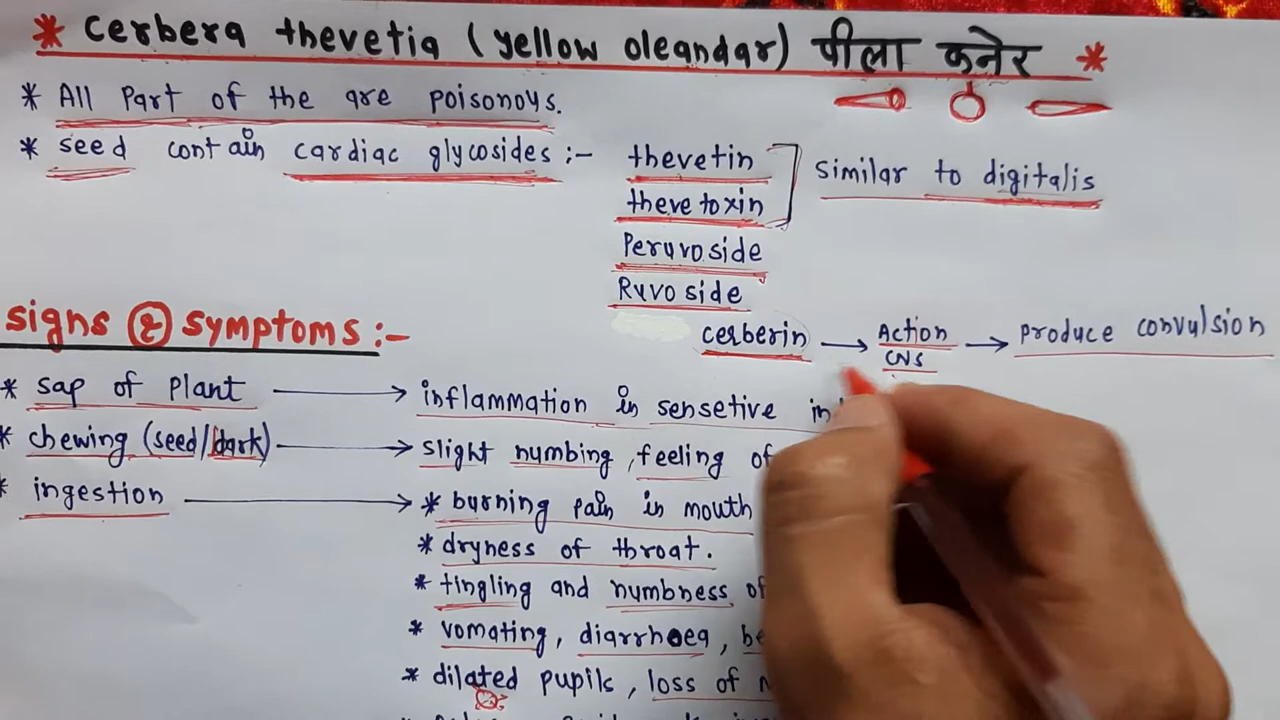 * Cerbera thevetia (yellow oleandar) पीला कनेर *
* All Part of the are poisonous.
* seed contain cardiac glycosides :- thevetin
thevetoxin
similar to digitalis
Peruvoside
Ruvoside
cerberin → Action CNS → produce convulsion
signs & symptoms :-
* sap of plant → inflammation in sensetive
* chewing (seed/bark) → slight numbing, feeling of
* ingestion → * burning pain in mouth
* dryness of throat.
* tingling and numbness of
* vomating, diarrhoea,
* dilated pupils, loss of